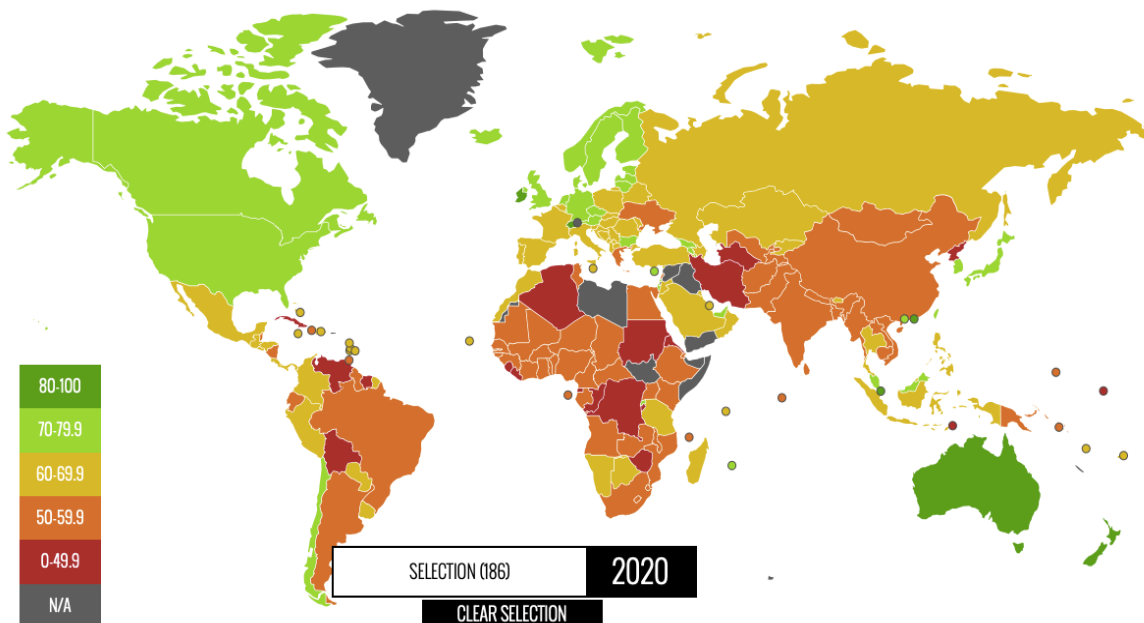 80-100
70-79.9
60-69.9
50-59.9
0-49.9
N/A
SELECTION (186)
2020
CLEAR SELECTION